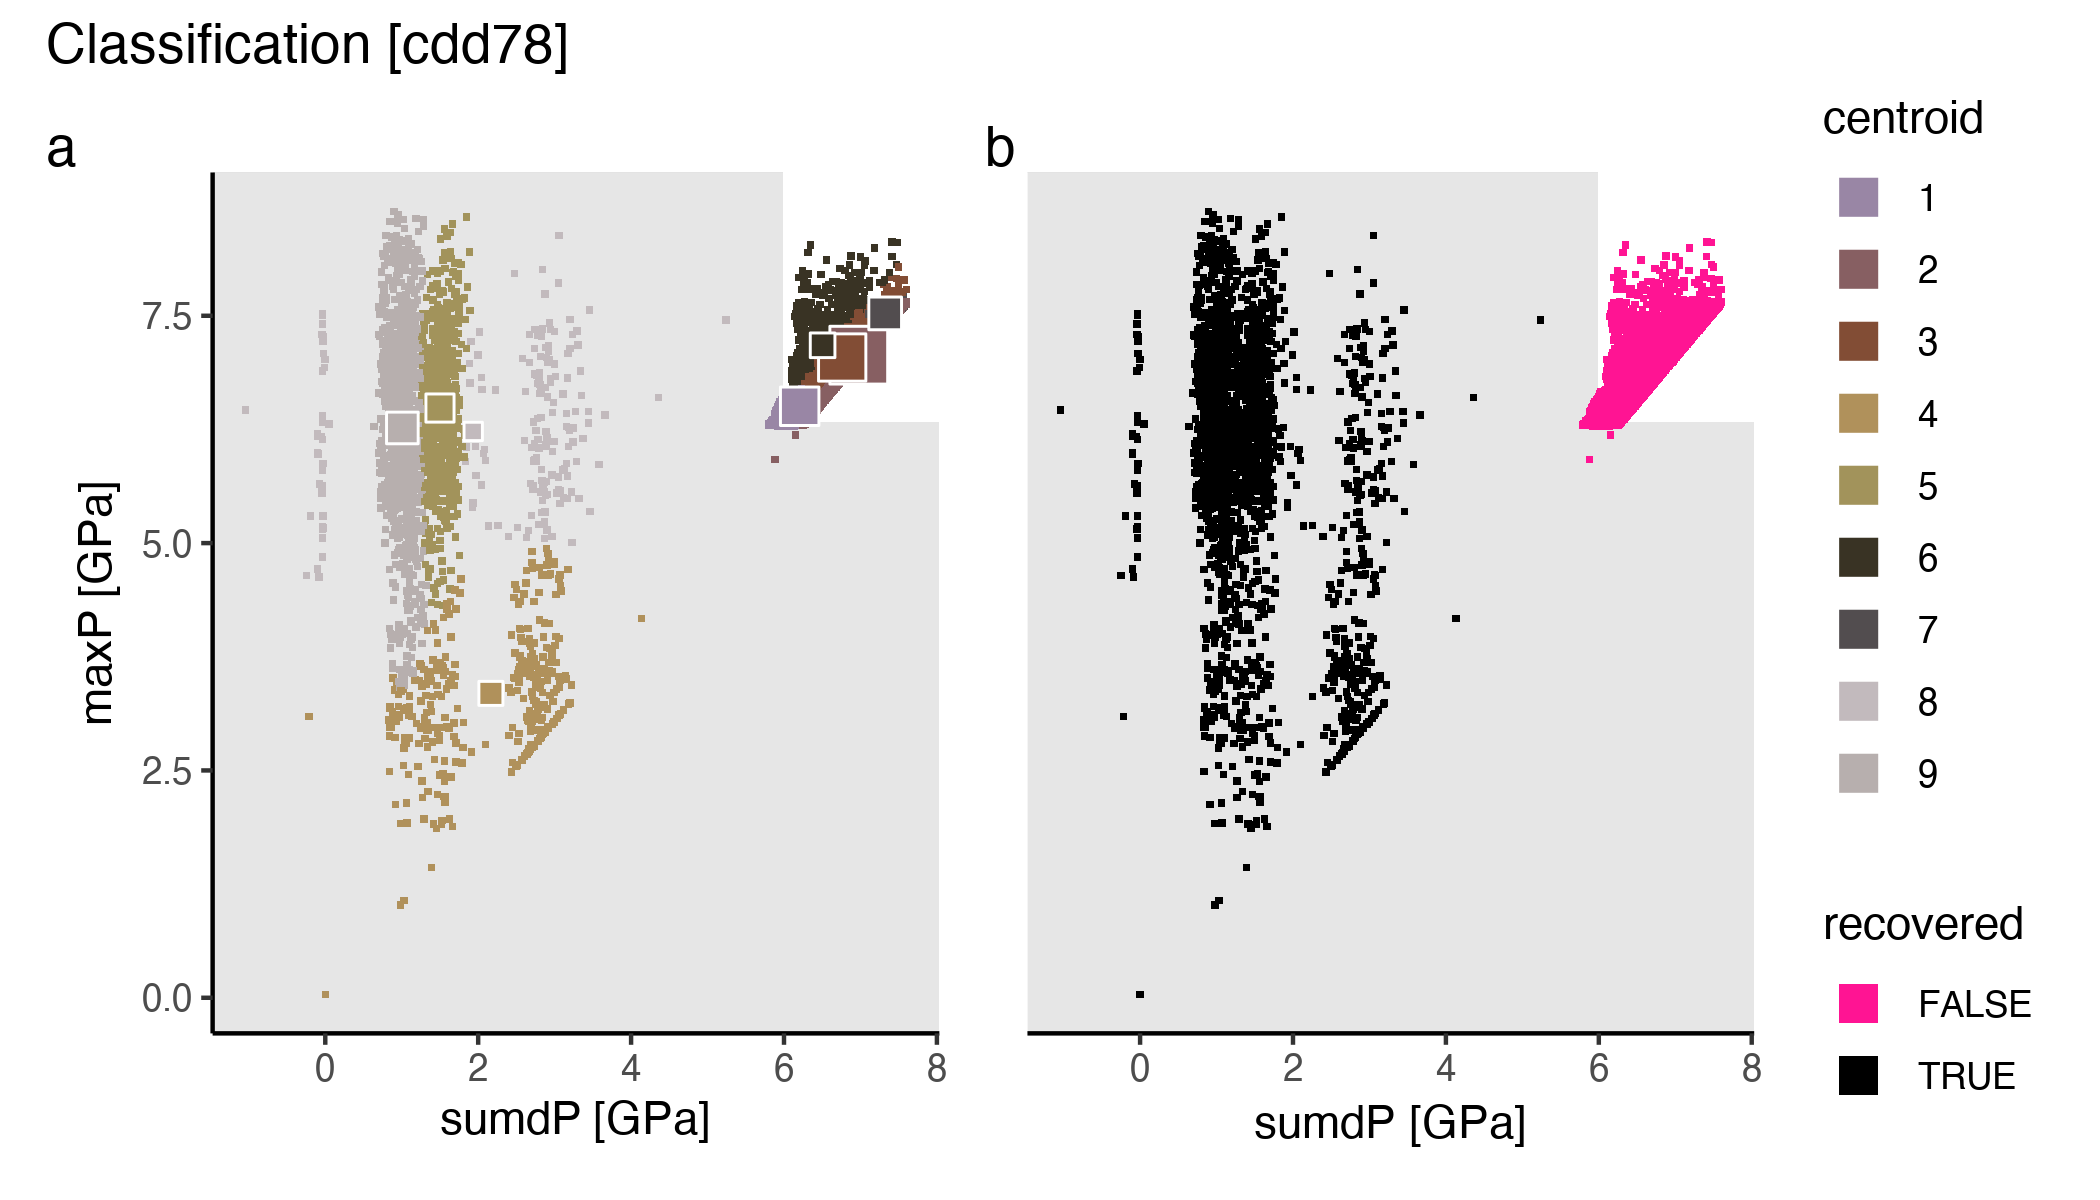 Classification [cdd78]
a
b
maxP [GPa]
7.5
5.0
2.5
0.0
0 2 4 6 8
sumdP [GPa]
0 2 4 6 8
sumdP [GPa]
centroid
1
2
3
4
5
6
7
8
9
recovered
FALSE
TRUE